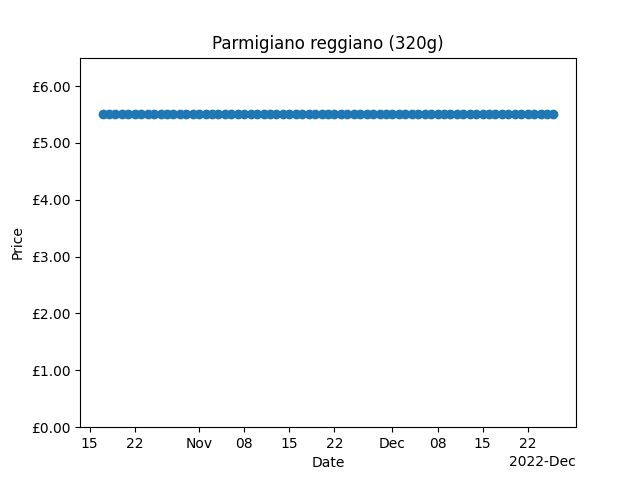 Parmigiano reggiano (320g)
£6.00
£5.00
£4.00
£3.00
£2.00
£1.00
£0.00
Price
15 22 Nov 08 15 22 Dec 08 15 22
Date
2022-Dec